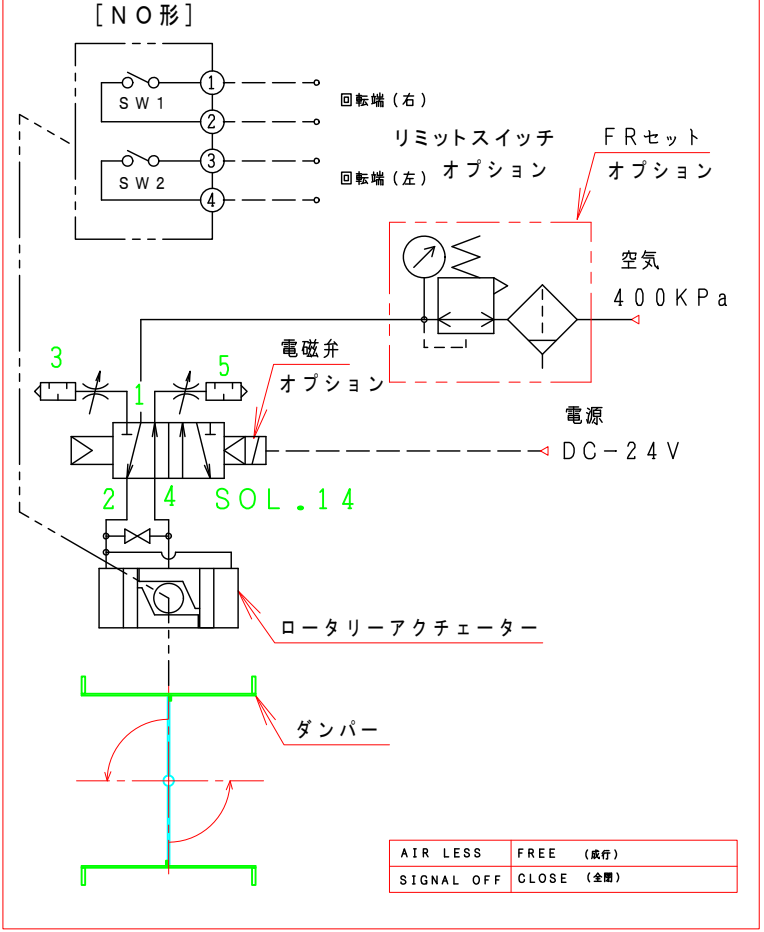 [NO形]
1
SW1
2
回転端(右)
3
SW2
4
回転端(左)
リミットスイッチ
オプション
FRセット
オプション
空気
400KPa
電磁弁
オプション
3
1
5
電源
DC-24V
2
4
SOL.14
ロータリーアクチェーター
ダンパー
AIR LESS FREE (成行)
SIGNAL OFF CLOSE (全閉)